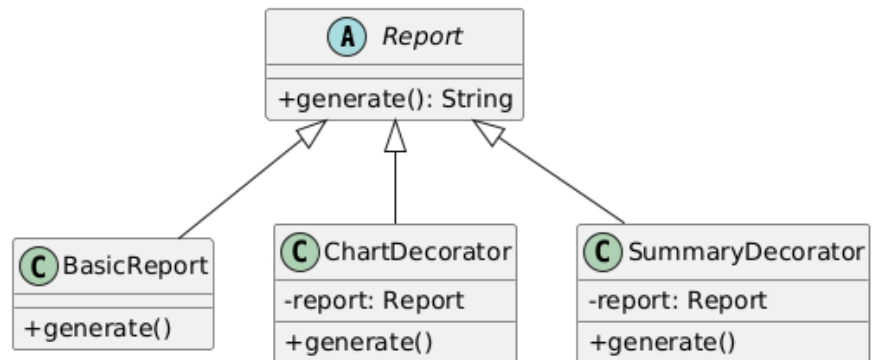 A Report
+generate(): String
C BasicReport
+generate()
C ChartDecorator
-report: Report
+generate()
C SummaryDecorator
-report: Report
+generate()